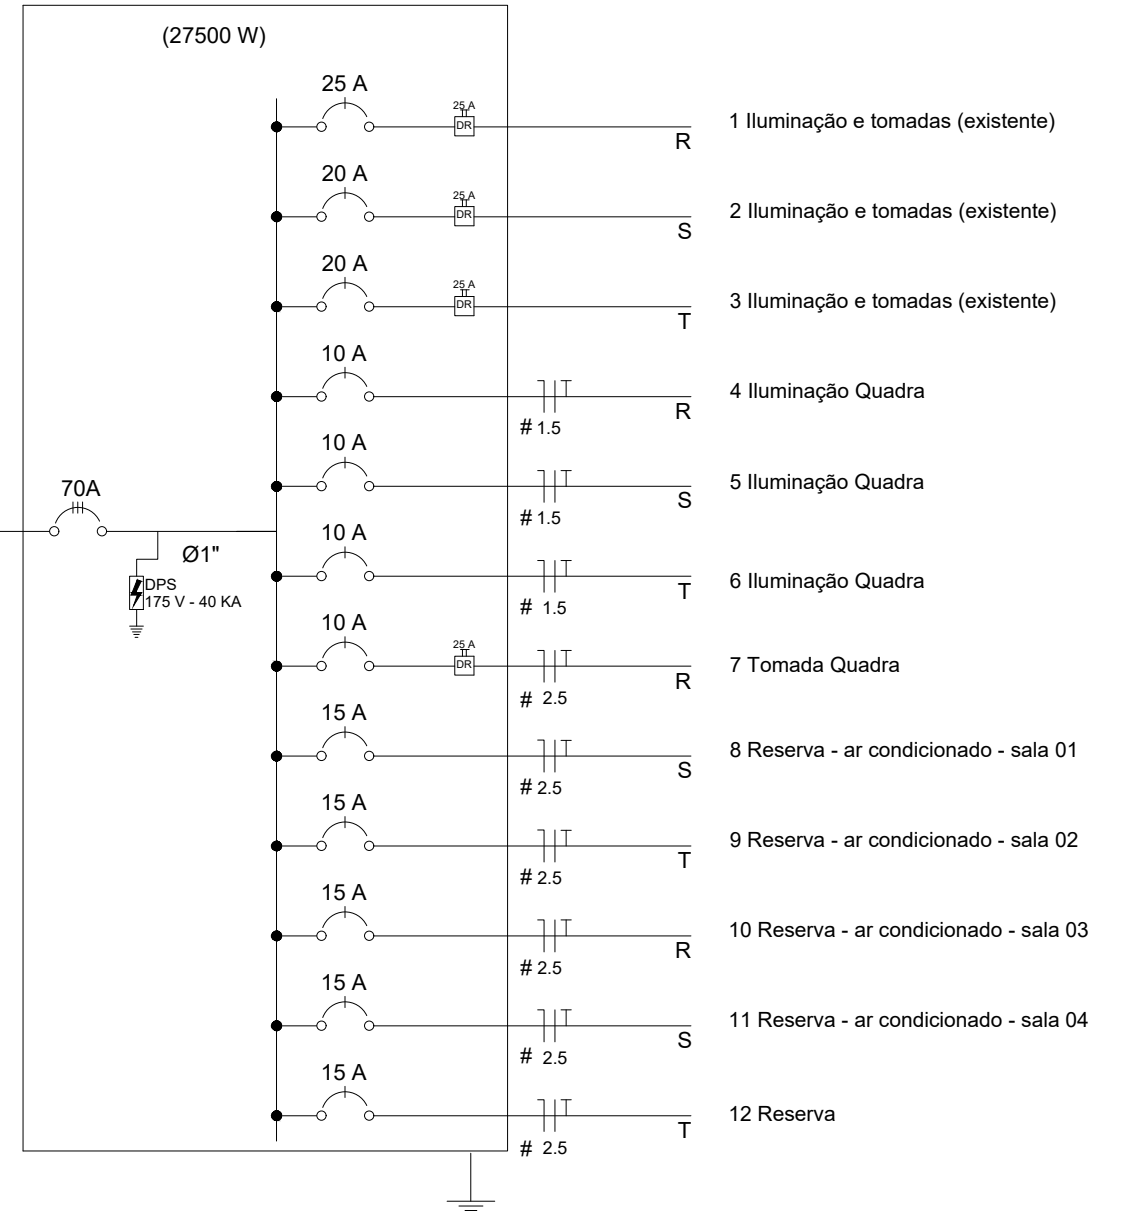 (27500 W)
25 A
25 A
DR
R
1 Iluminação e tomadas (existente)
20 A
25 A
DR
S
2 Iluminação e tomadas (existente)
20 A
25 A
DR
T
3 Iluminação e tomadas (existente)
10 A
# 1.5
R
4 Iluminação Quadra
10 A
# 1.5
S
5 Iluminação Quadra
70A
Ø1"
DPS
175 V - 40 KA
10 A
# 1.5
T
6 Iluminação Quadra
10 A
25 A
DR
# 2.5
R
7 Tomada Quadra
15 A
# 2.5
S
8 Reserva - ar condicionado - sala 01
15 A
# 2.5
T
9 Reserva - ar condicionado - sala 02
15 A
# 2.5
R
10 Reserva - ar condicionado - sala 03
15 A
# 2.5
S
11 Reserva - ar condicionado - sala 04
15 A
# 2.5
T
12 Reserva